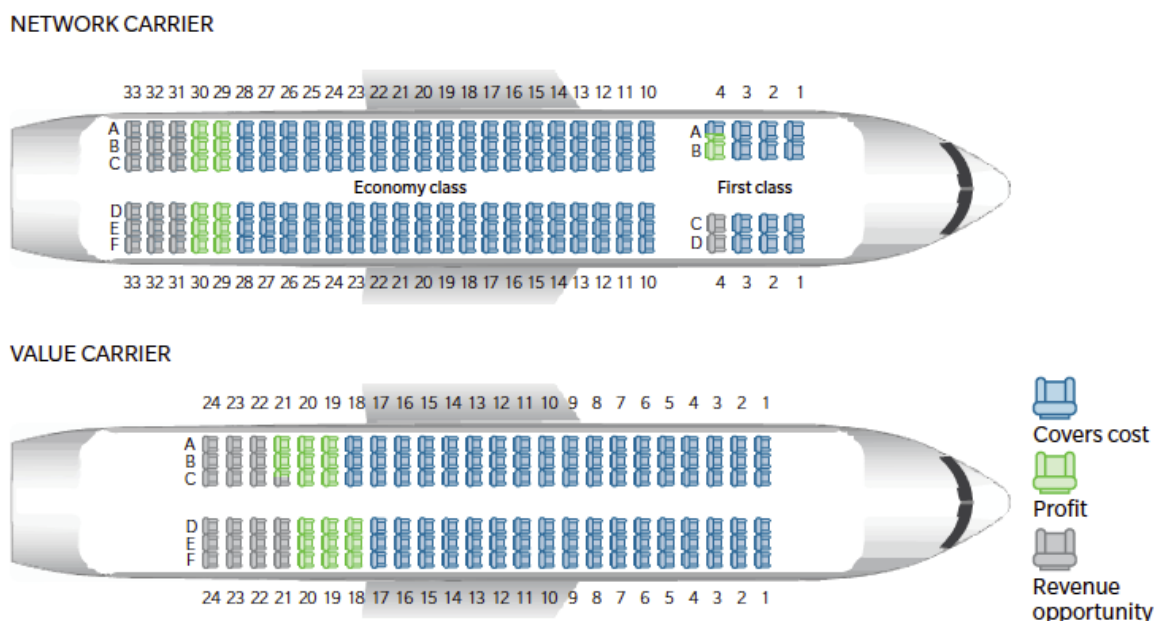 NETWORK CARRIER
33 32 31 30 29 28 27 26 25 24 23 22 21 20 19 18 17 16 15 14 13 12 11 10 4 3 2 1
A A
B B
C
Economy class First class
D C
E D
F
33 32 31 30 29 28 27 26 25 24 23 22 21 20 19 18 17 16 15 14 13 12 11 10 4 3 2 1
VALUE CARRIER
24 23 22 21 20 19 18 17 16 15 14 13 12 11 10 9 8 7 6 5 4 3 2 1
A
B
C
D
E
F
24 23 22 21 20 19 18 17 16 15 14 13 12 11 10 9 8 7 6 5 4 3 2 1
Covers cost
Profit
Revenue
opportunity